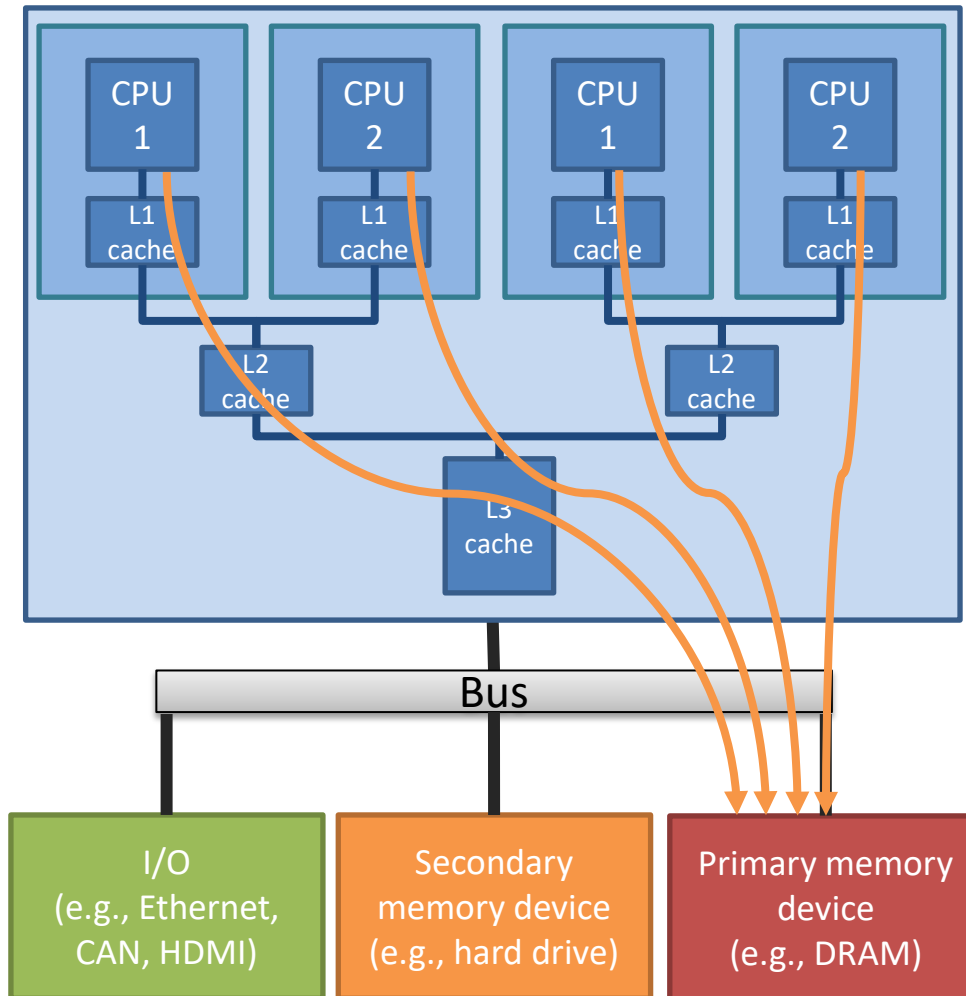 CPU
1
CPU
2
CPU
1
CPU
2
L1
cache
L1
cache
L1
cache
L1
cache
L2
cache
L2
cache
L3
cache
Bus
I/O
(e.g., Ethernet,
CAN, HDMI)
Secondary
memory device
(e.g., hard drive)
Primary memory
device
(e.g., DRAM)